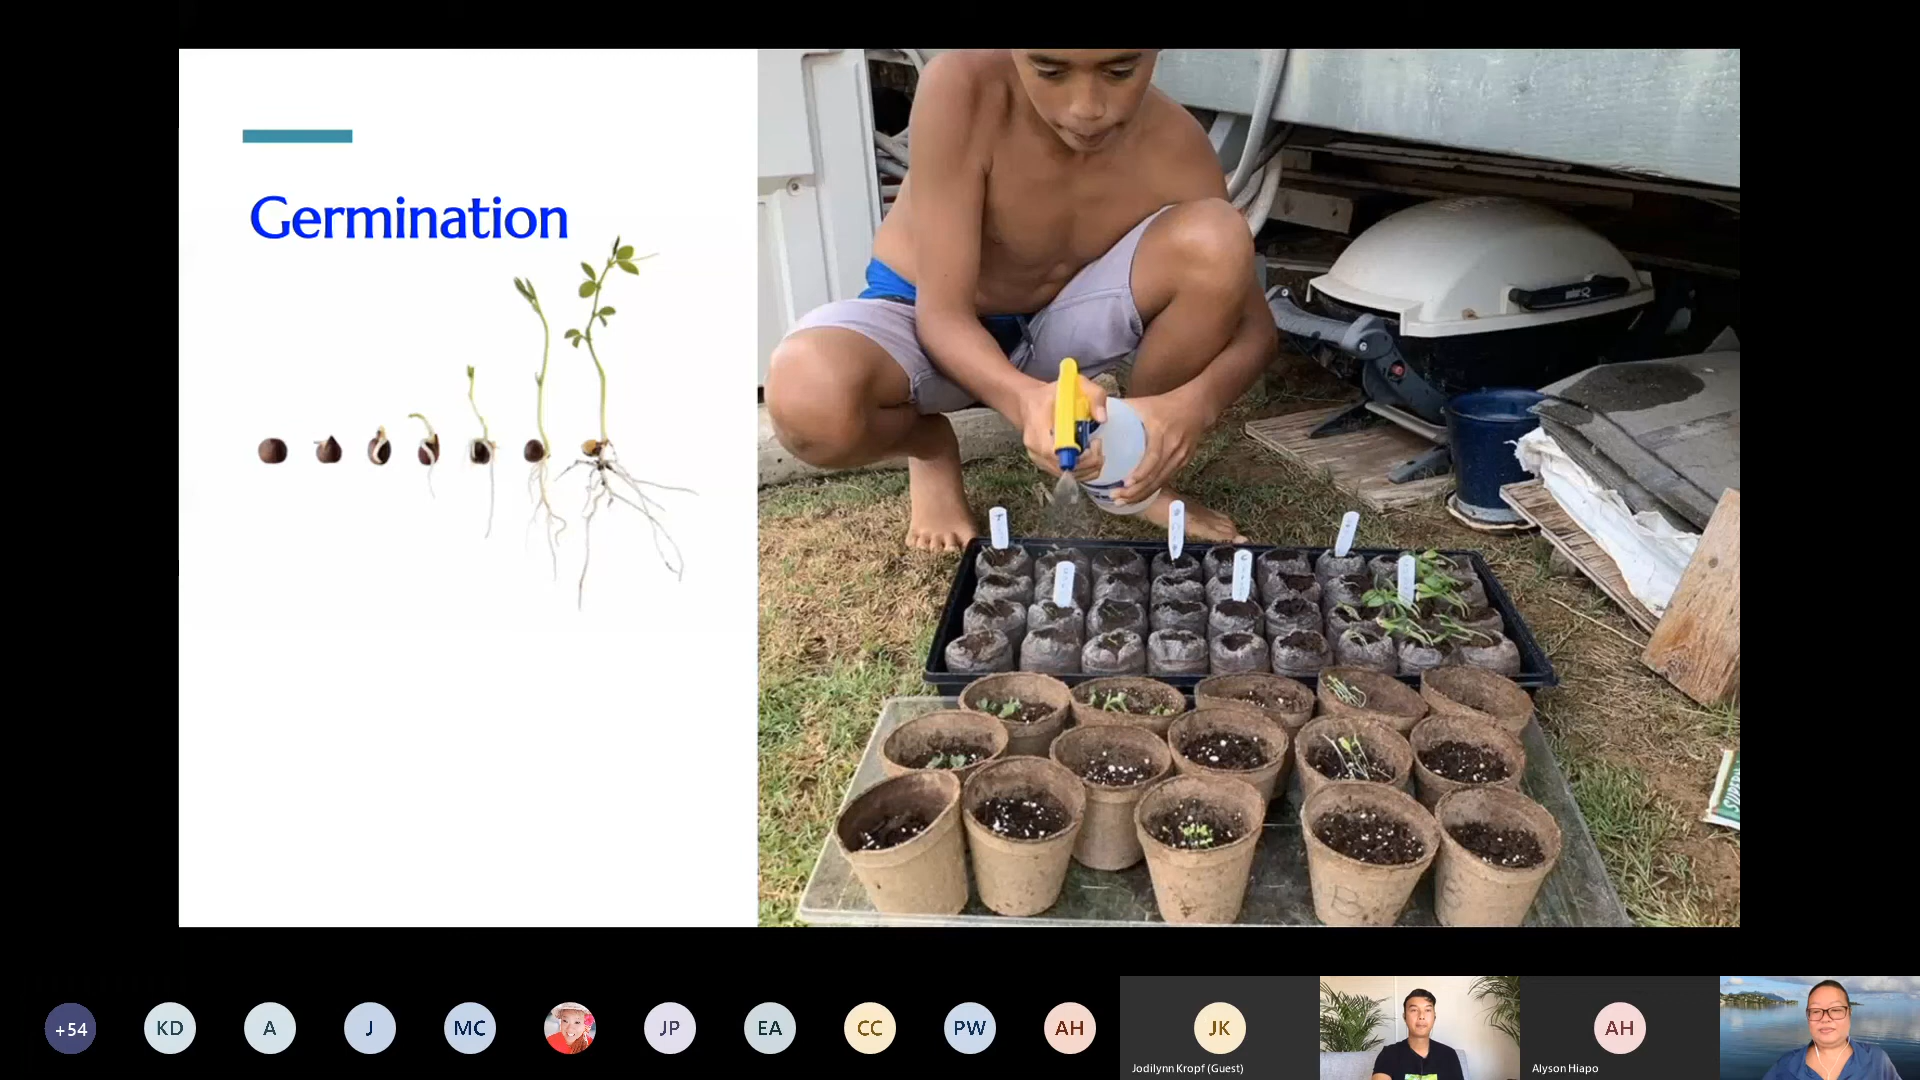 Germination
+54
KD
A
J
MC
JP
EA
CC
PW
AH
JK
Jodilynn Kropf (Guest)
AH
Alyson Hiapo